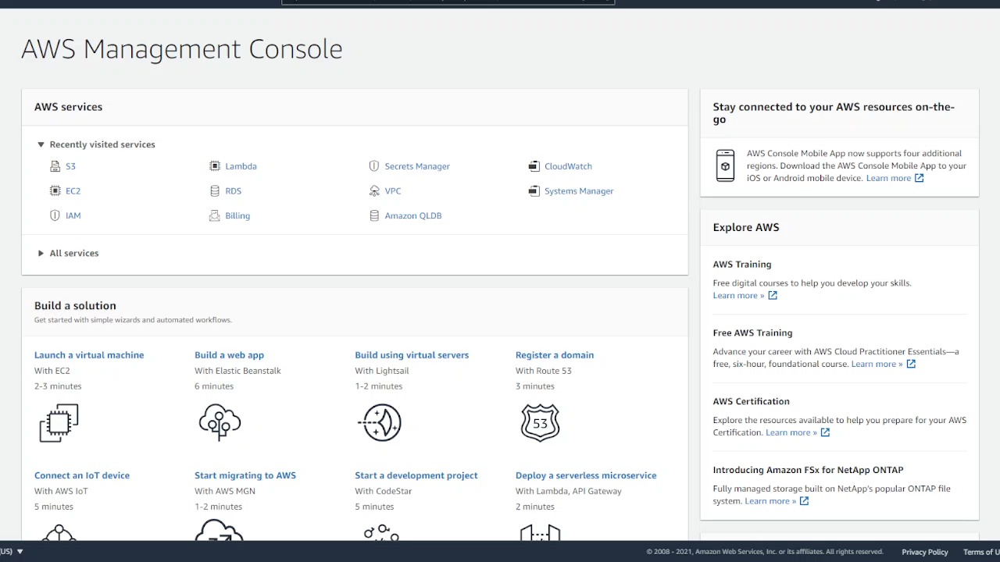 AWS Management Console
AWS services
Recently visited services
S3
Lambda
Secrets Manager
CloudWatch
EC2
RDS
VPC
Systems Manager
IAM
Billing
Amazon QLDB
All services
Build a solution
Get started with simple wizards and automated workflows.
Launch a virtual machine
With EC2
2-3 minutes
Build a web app
With Elastic Beanstalk
6 minutes
Build using virtual servers
With Lightsail
1-2 minutes
Register a domain
With Route 53
3 minutes
53
Connect an IoT device
With AWS IoT
5 minutes
Start migrating to AWS
With AWS MGN
1-2 minutes
Start a development project
With CodeStar
5 minutes
Deploy a serverless microservice
With Lambda, API Gateway
2 minutes
Stay connected to your AWS resources on-the-
go
AWS Console Mobile App now supports four additional
regions. Download the AWS Console Mobile App to your
iOS or Android mobile device. Learn more
Explore AWS
AWS Training
Free digital courses to help you develop your skills.
Learn more »
Free AWS Training
Advance your career with AWS Cloud Practitioner Essentials—a
free, six-hour, foundational course. Learn more »
AWS Certification
Explore the resources available to help you prepare for your AWS
Certification. Learn more »
Introducing Amazon FSx for NetApp ONTAP
Fully managed storage built on NetApp's popular ONTAP file
system. Learn more »
(US)
© 2008 - 2021, Amazon Web Services, Inc. or its affiliates. All rights reserved.
Privacy Policy
Terms of U